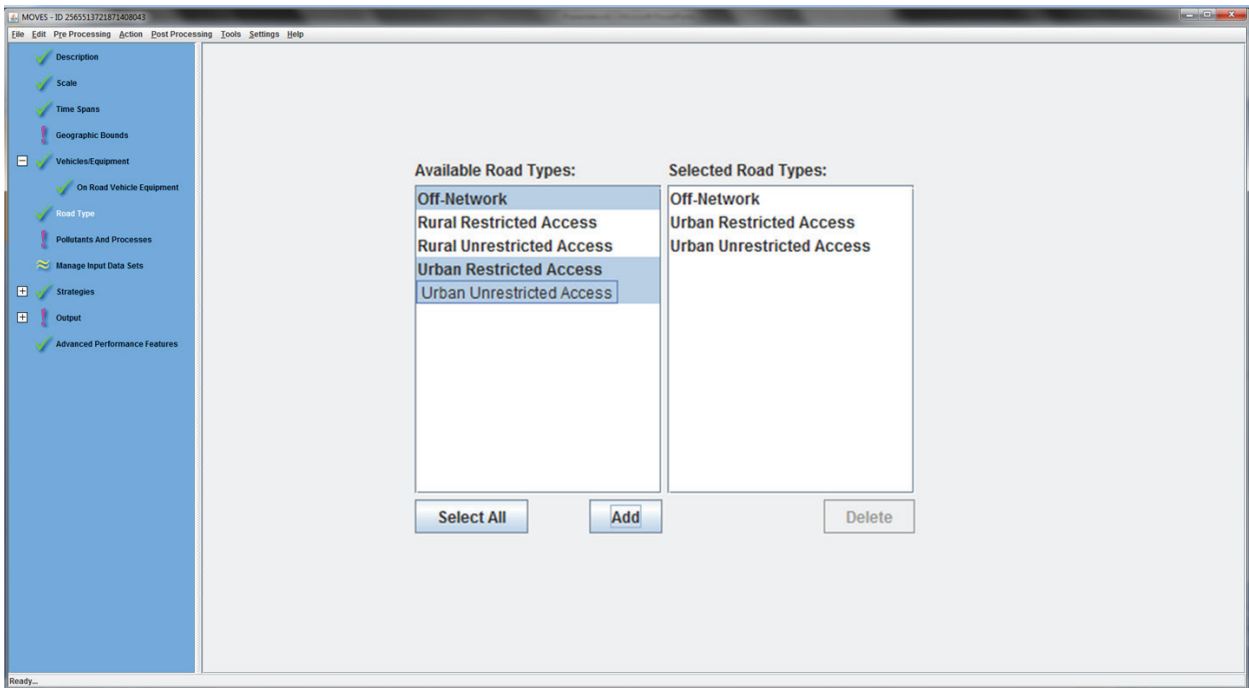 MOVES - ID 2565513721871408043
File Edit Pre Processing Action Post Processing Tools Settings Help
Description
Scale
Time Spans
Geographic Bounds
Vehicles/Equipment
On Road Vehicle Equipment
Road Type
Pollutants And Processes
Manage Input Data Sets
Strategies
Output
Advanced Performance Features
Available Road Types:
Off-Network
Rural Restricted Access
Rural Unrestricted Access
Urban Restricted Access
Urban Unrestricted Access
Select All
Add
Selected Road Types:
Off-Network
Urban Restricted Access
Urban Unrestricted Access
Delete
Ready...